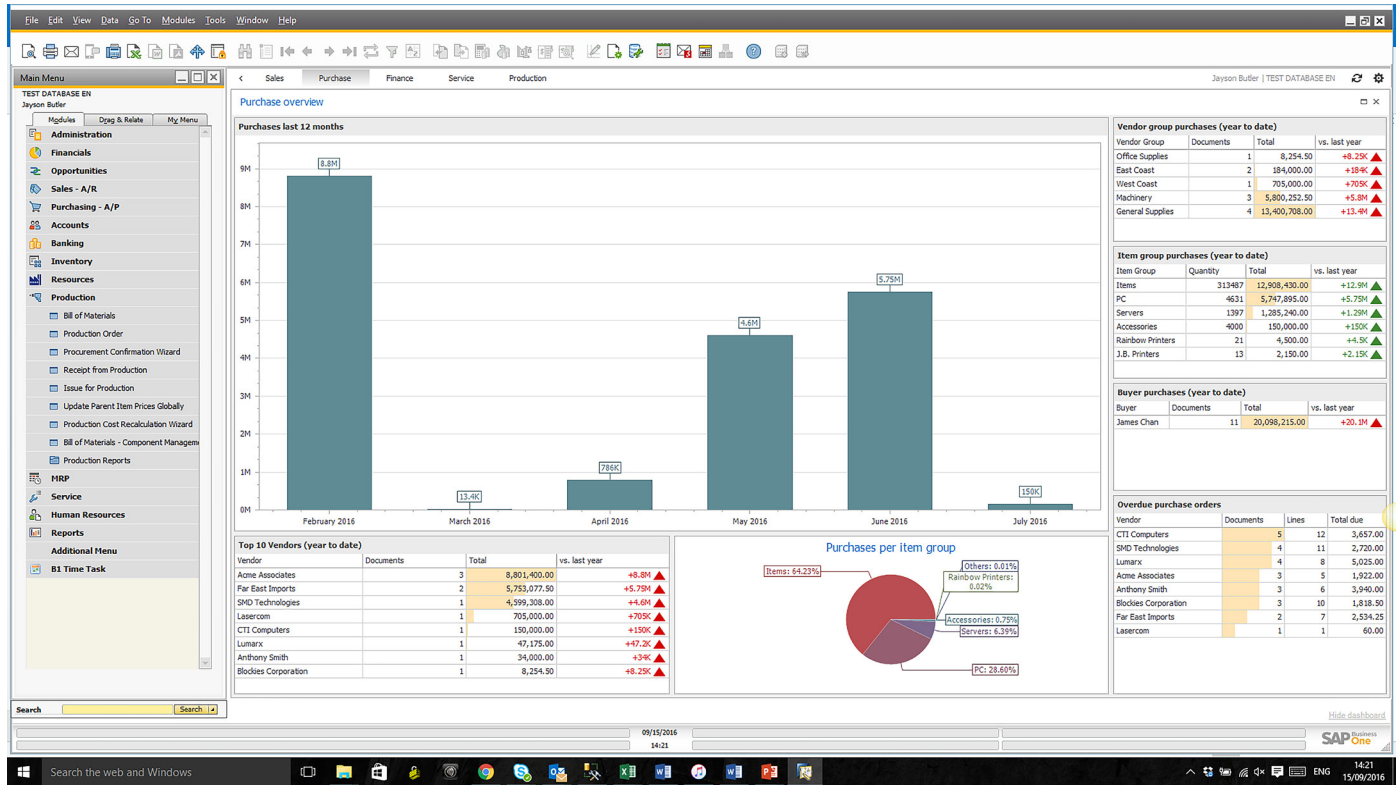 File Edit View Data Go To Modules Tools Window Help
Main Menu
TEST DATABASE EN
Jayson Butler
Modules Drag & Relate My Menu
Administration
Financials
Opportunities
Sales - A/R
Purchasing - A/P
Accounts
Banking
Inventory
Resources
Production
Bill of Materials
Production Order
Procurement Confirmation Wizard
Receipt from Production
Issue for Production
Update Parent Item Prices Globally
Production Cost Recalculation Wizard
Bill of Materials - Component Managem
Production Reports
MRP
Service
Human Resources
Reports
Additional Menu
B1 Time Task
Search Search
Sales Purchase Finance Service Production
Jayson Butler | TEST DATABASE EN
Purchase overview
Purchases last 12 months
9M
8M
7M
6M
5M
4M
3M
2M
1M
0M
8.8M
13.4K
786K
4.6M
5.75M
150K
February 2016 March 2016 April 2016 May 2016 June 2016 July 2016
Top 10 Vendors (year to date)
Vendor Documents Total vs. last year
Acme Associates 3 8,801,400.00 +8.8M
Far East Imports 2 5,753,077.50 +5.75M
SMD Technologies 1 4,599,308.00 +4.6M
Lasercom 1 705,000.00 +705K
CTI Computers 1 150,000.00 +150K
Lumarx 1 47,175.00 +47.2K
Anthony Smith 1 34,000.00 +34K
Blockies Corporation 1 8,254.50 +8.25K
Purchases per item group
Items: 64.23%
Others: 0.01%
Rainbow Printers:
0.02%
Accessories: 0.75%
Servers: 6.39%
PC: 28.60%
Vendor group purchases (year to date)
Vendor Group Documents Total vs. last year
Office Supplies 1 8,254.50 +8.25K
East Coast 2 184,000.00 +184K
West Coast 1 705,000.00 +705K
Machinery 3 5,800,252.50 +5.8M
General Supplies 4 13,400,708.00 +13.4M
Item group purchases (year to date)
Item Group Quantity Total vs. last year
Items 313487 12,908,430.00 +12.9M
PC 4631 5,747,895.00 +5.75M
Servers 1397 1,285,240.00 +1.29M
Accessories 4000 150,000.00 +150K
Rainbow Printers 21 4,500.00 +4.5K
J.B. Printers 13 2,150.00 +2.15K
Buyer purchases (year to date)
Buyer Documents Total vs. last year
James Chan 11 20,098,215.00 +20.1M
Overdue purchase orders
Vendor Documents Lines Total due
CTI Computers 5 12 3,657.00
SMD Technologies 4 11 2,720.00
Lumarx 4 8 5,025.00
Acme Associates 3 5 1,922.00
Anthony Smith 3 6 3,940.00
Blockies Corporation 3 10 1,818.50
Far East Imports 2 7 2,534.25
Lasercom 1 1 60.00
Hide dashboard
09/15/2016
14:21
SAP Business One
Search the web and Windows
ENG
14:21
15/09/2016